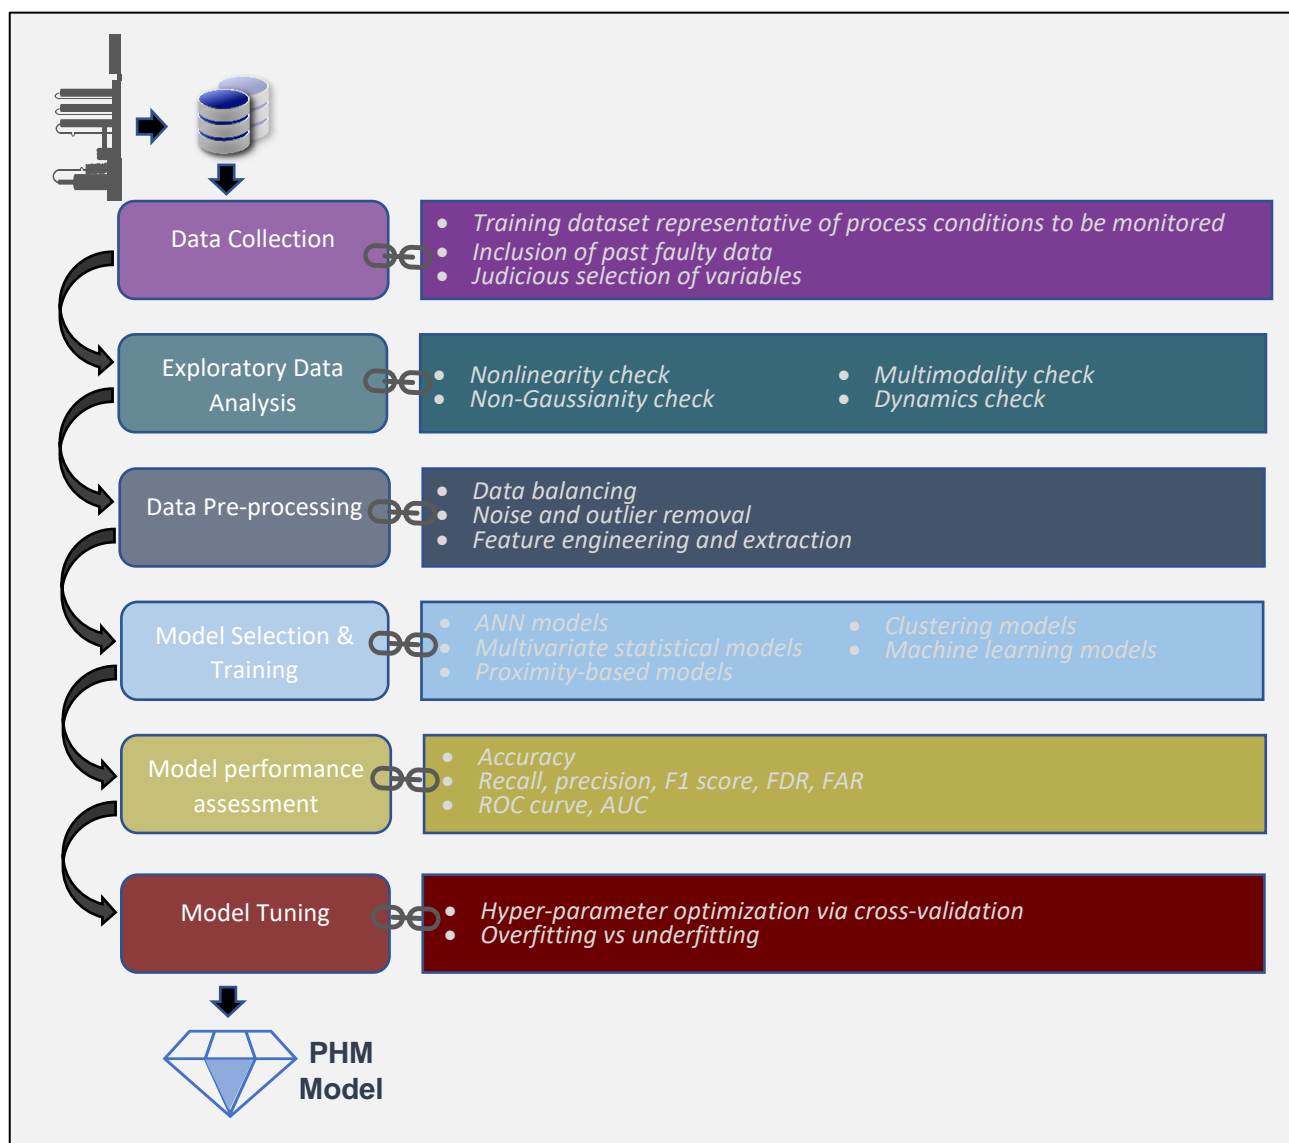 Data Collection
• Training dataset representative of process conditions to be monitored
• Inclusion of past faulty data
• Judicious selection of variables
Exploratory Data
Analysis
• Nonlinearity check
• Non-Gaussianity check
• Multimodality check
• Dynamics check
Data Pre-processing
• Data balancing
• Noise and outlier removal
• Feature engineering and extraction
Model Selection &
Training
• ANN models
• Multivariate statistical models
• Proximity-based models
• Clustering models
• Machine learning models
Model performance
assessment
• Accuracy
• Recall, precision, F1 score, FDR, FAR
• ROC curve, AUC
Model Tuning
• Hyper-parameter optimization via cross-validation
• Overfitting vs underfitting
PHM
Model